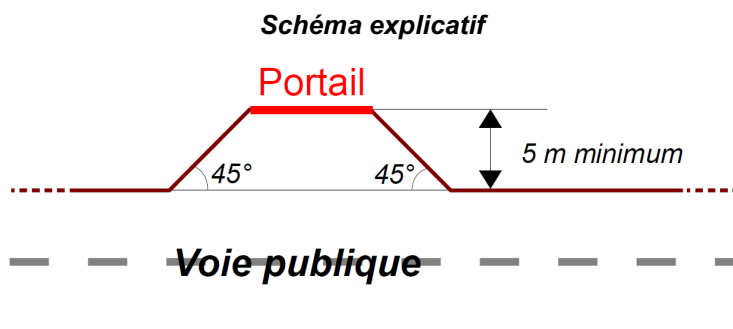 Schéma explicatif
Portail
45°
45°
5 m minimum
Voie publique